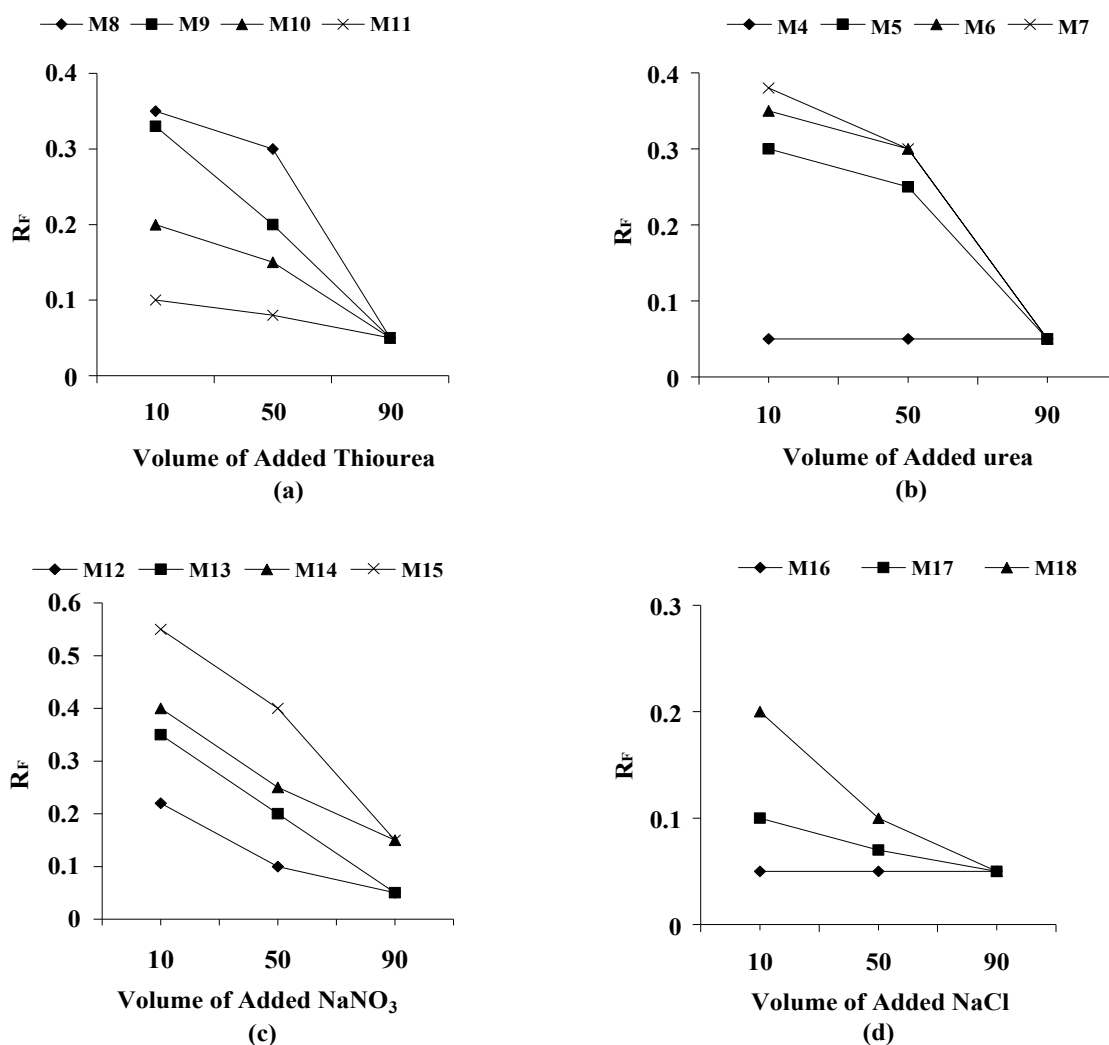 M8 M9 M10 M11
0.4
0.3
0.2
0.1
0
RF
10 50 90
Volume of Added Thiourea
(a)
M4 M5 M6 M7
0.4
0.3
0.2
0.1
0
RF
10 50 90
Volume of Added urea
(b)
M12 M13 M14 M15
0.6
0.5
0.4
0.3
0.2
0.1
0
RF
10 50 90
Volume of Added NaNO3
(c)
M16 M17 M18
0.3
0.2
0.1
0
RF
10 50 90
Volume of Added NaCl
(d)